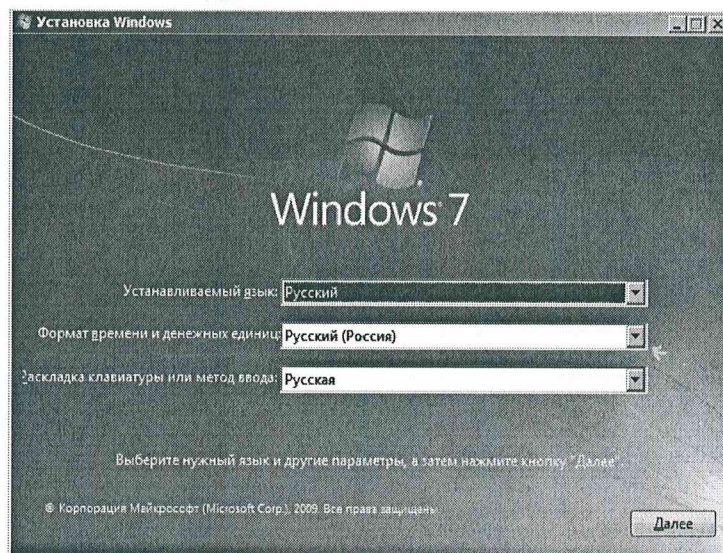 Установка Windows
Windows 7
Устанавливаемый язык: Русский
Формат времени и денежных единиц: Русский (Россия)
Раскладка клавиатуры или метод ввода: Русская
Выберите нужный язык и другие параметры, а затем нажмите кнопку "Далее".
© Корпорация Майкрософт (Microsoft Corp.), 2009. Все права защищены.
Далее